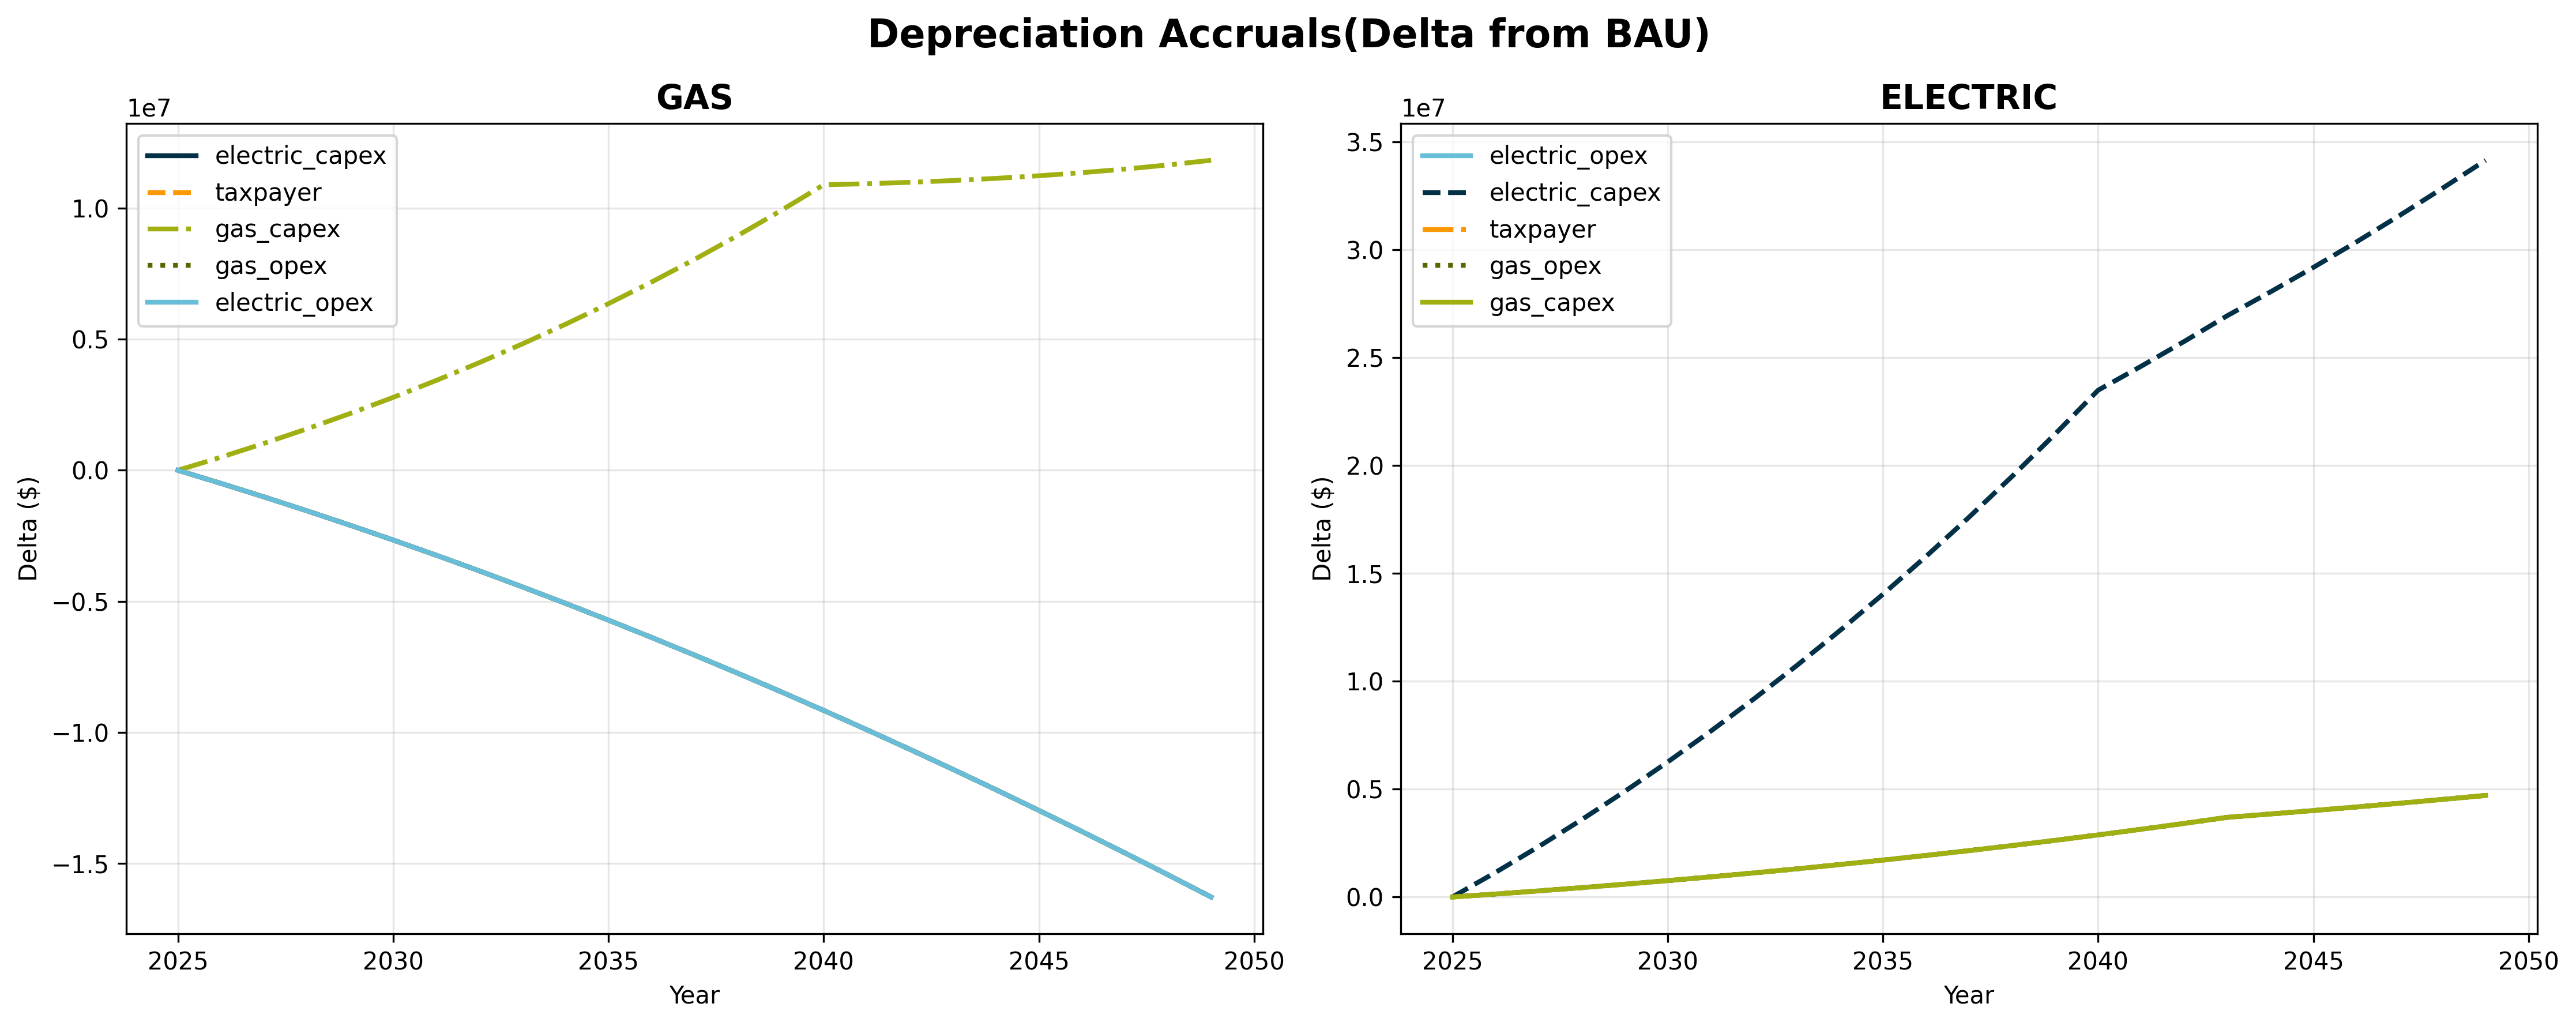 Depreciation Accruals(Delta from BAU)
GAS
1e7
electric_capex
taxpayer
gas_capex
gas_opex
electric_opex
1.0
0.5
0.0
−0.5
−1.0
−1.5
Delta ($)
2025 2030 2035 2040 2045 2050
Year
ELECTRIC
1e7
electric_opex
electric_capex
taxpayer
gas_opex
gas_capex
3.5
3.0
2.5
2.0
1.5
1.0
0.5
0.0
Delta ($)
2025 2030 2035 2040 2045 2050
Year